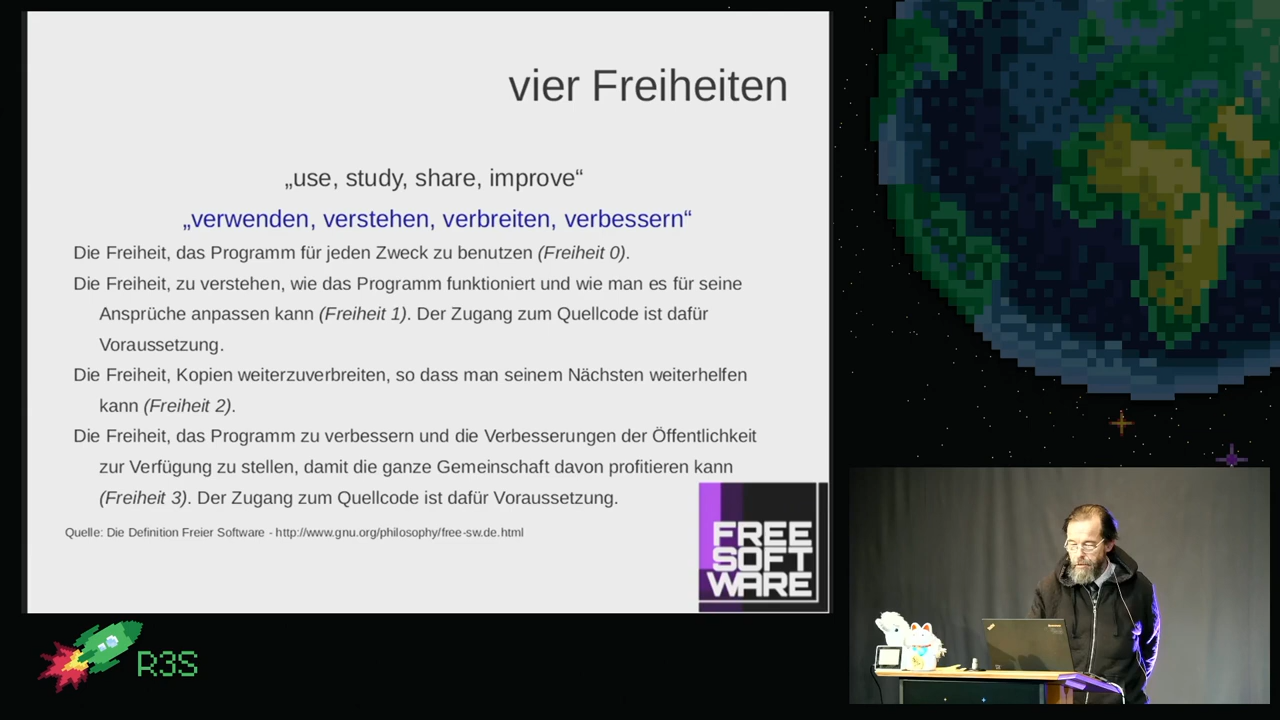 vier Freiheiten
„use, study, share, improve“
„verwenden, verstehen, verbreiten, verbessern“
Die Freiheit, das Programm für jeden Zweck zu benutzen (Freiheit 0).
Die Freiheit, zu verstehen, wie das Programm funktioniert und wie man es für seine
Ansprüche anpassen kann (Freiheit 1). Der Zugang zum Quellcode ist dafür
Voraussetzung.
Die Freiheit, Kopien weiterzuverbreiten, so dass man seinem Nächsten weiterhelfen
kann (Freiheit 2).
Die Freiheit, das Programm zu verbessern und die Verbesserungen der Öffentlichkeit
zur Verfügung zu stellen, damit die ganze Gemeinschaft davon profitieren kann
(Freiheit 3). Der Zugang zum Quellcode ist dafür Voraussetzung.
Quelle: Die Definition Freier Software - http://www.gnu.org/philosophy/free-sw.de.html
FREE
SOFT
WARE
R3S